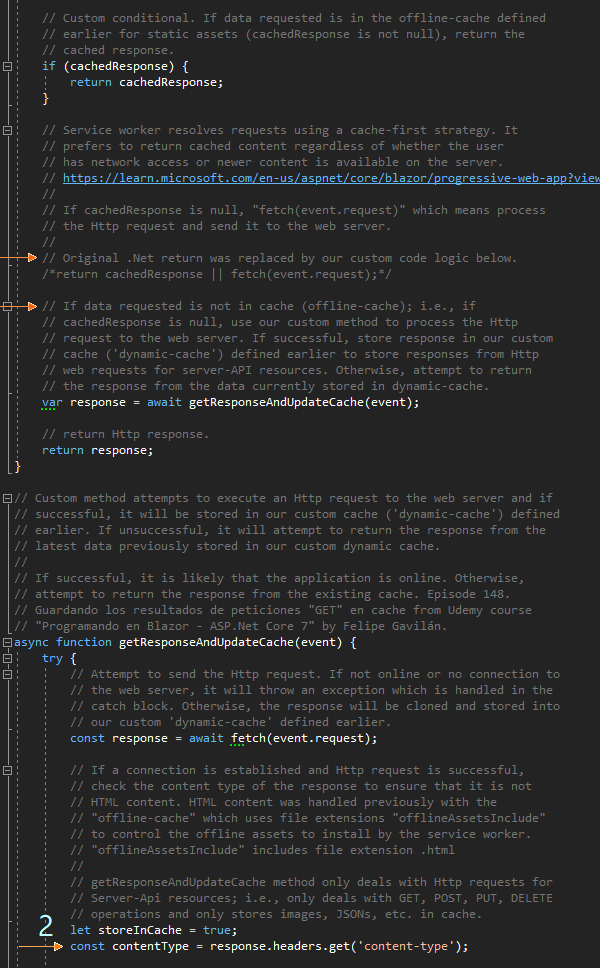 // Custom conditional. If data requested is in the offline-cache defined
// earlier for static assets (cachedResponse is not null), return the
// cached response.
if (cachedResponse) {
return cachedResponse;
}
// Service worker resolves requests using a cache-first strategy. It
// prefers to return cached content regardless of whether the user
// has network access or newer content is available on the server.
// https://learn.microsoft.com/en-us/aspnet/core/blazor/progressive-web-app?view
//
// If cachedResponse is null, "fetch(event.request)" which means process
// the Http request and send it to the web server.
//
// Original .Net return was replaced by our custom code logic below.
/*return cachedResponse || fetch(event.request);*/
// If data requested is not in cache (offline-cache); i.e., if
// cachedResponse is null, use our custom method to process the Http
// request to the web server. If successful, store response in our custom
// cache ('dynamic-cache') defined earlier to store responses from Http
// web requests for server-API resources. Otherwise, attempt to return
// the response from the data currently stored in dynamic-cache.
var response = await getResponseAndUpdateCache(event);
// return Http response.
return response;
}
// Custom method attempts to execute an Http request to the web server and if
// successful, it will be stored in our custom cache ('dynamic-cache') defined
// earlier. If unsuccessful, it will attempt to return the response from the
// latest data previously stored in our custom dynamic cache.
//
// If successful, it is likely that the application is online. Otherwise,
// attempt to return the response from the existing cache. Episode 148.
// Guardando los resultados de peticiones "GET" en cache from Udemy course
// "Programando en Blazor - ASP.Net Core 7" by Felipe Gavilán.
async function getResponseAndUpdateCache(event) {
try {
// Attempt to send the Http request. If not online or no connection to
// the web server, it will throw an exception which is handled in the
// catch block. Otherwise, the response will be cloned and stored into
// our custom 'dynamic-cache' defined earlier.
const response = await fetch(event.request);
// If a connection is established and Http request is successful,
// check the content type of the response to ensure that it is not
// HTML content. HTML content was handled previously with the
// "offline-cache" which uses file extensions "offlineAssetsInclude"
// to control the offline assets to install by the service worker.
// "offlineAssetsInclude" includes file extension .html
//
// getResponseAndUpdateCache method only deals with Http requests for
// Server-Api resources; i.e., only deals with GET, POST, PUT, DELETE
// operations and only stores images, JSONs, etc. in cache.
2
let storeInCache = true;
const contentType = response.headers.get('content-type');